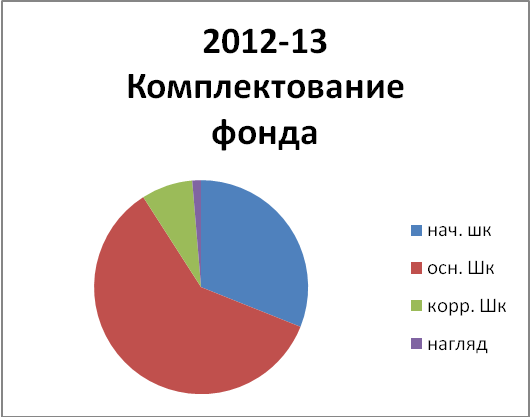 2012-13
Комплектование
фонда
нач. шк
осн. Шк
корр. Шк
нагляд